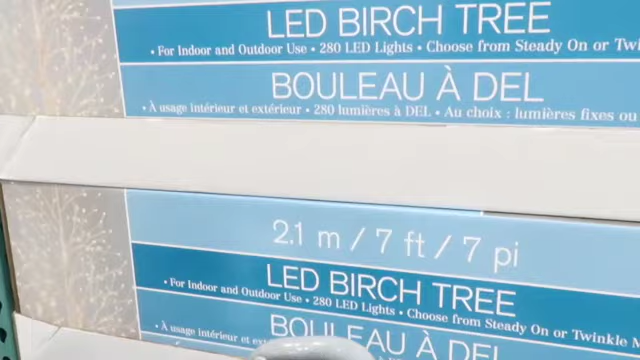 LED BIRCH TREE
• For Indoor and Outdoor Use • 280 LED Lights • Choose from Steady On or
BOULEAU À DEL
• À usage intérieur et extérieur • 280 lumières à DEL • Au choix : lumières fixes ou
2.1 m / 7 ft / 7 pi
LED BIRCH TREE
• For Indoor and Outdoor Use • 280 LED Lights • Choose from Steady On or Twinkle
BOULEAU À DEL
• À usage intérieur et